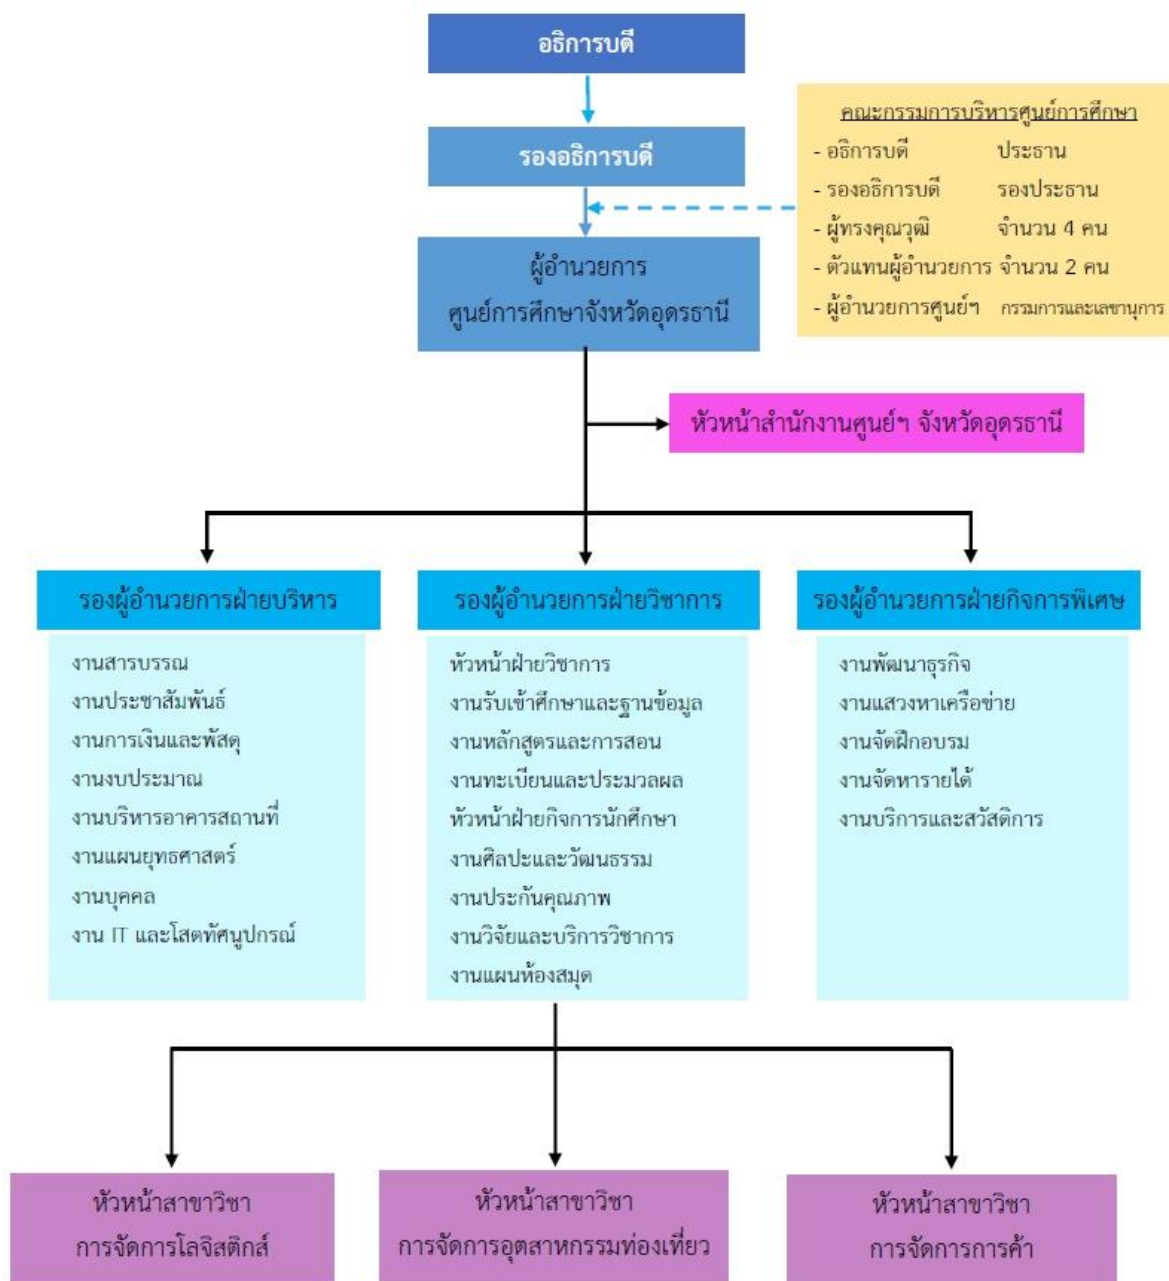 อธิการบดี
รองอธิการบดี
คณะกรรมการบริหารศูนย์การศึกษา
- อธิการบดี ประธาน
- รองอธิการบดี รองประธาน
- ผู้ทรงคุณวุฒิ จำนวน 4 คน
- ตัวแทนผู้อำนวยการ จำนวน 2 คน
- ผู้อำนวยการศูนย์ฯ กรรมการและเลขานุการ
ผู้อำนวยการ
ศูนย์การศึกษาจังหวัดอุดรธานี
หัวหน้าสำนักงานศูนย์ฯ จังหวัดอุดรธานี
รองผู้อำนวยการฝ่ายบริหาร
งานสารบรรณ
งานประชาสัมพันธ์
งานการเงินและพัสดุ
งานงบประมาณ
งานบริหารอาคารสถานที่
งานแผนยุทธศาสตร์
งานบุคคล
งาน IT และโสตทัศนูปกรณ์
รองผู้อำนวยการฝ่ายวิชาการ
หัวหน้าฝ่ายวิชาการ
งานรับเข้าศึกษาและฐานข้อมูล
งานหลักสูตรและการสอน
งานทะเบียนและประมวลผล
หัวหน้าฝ่ายกิจการนักศึกษา
งานศิลปะและวัฒนธรรม
งานประกันคุณภาพ
งานวิจัยและบริการวิชาการ
งานแผนห้องสมุด
รองผู้อำนวยการฝ่ายกิจการพิเศษ
งานพัฒนาธุรกิจ
งานแสวงหาเครือข่าย
งานจัดฝึกอบรม
งานจัดหารายได้
งานบริการและสวัสดิการ
หัวหน้าสาขาวิชา
การจัดการโลจิสติกส์
หัวหน้าสาขาวิชา
การจัดการอุตสาหกรรมท่องเที่ยว
หัวหน้าสาขาวิชา
การจัดการการค้า